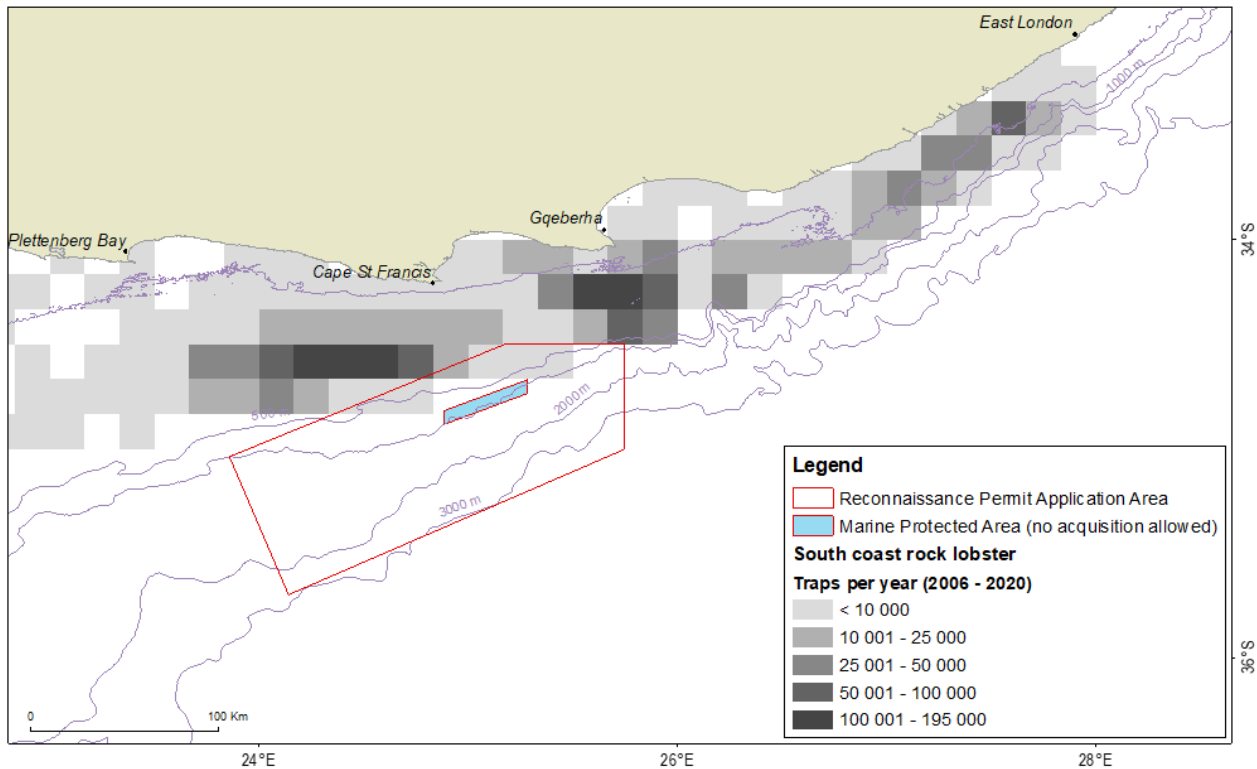 East London
1000 m
34°S
Gqeberha
Plettenberg Bay
Cape St Francis
2000 m
500 m
3000 m
Legend
Reconnaissance Permit Application Area
Marine Protected Area (no acquisition allowed)
South coast rock lobster
Traps per year (2006 - 2020)
< 10 000
10 001 - 25 000
25 001 - 50 000
50 001 - 100 000
100 001 - 195 000
36°S
0 100 Km
24°E 26°E 28°E